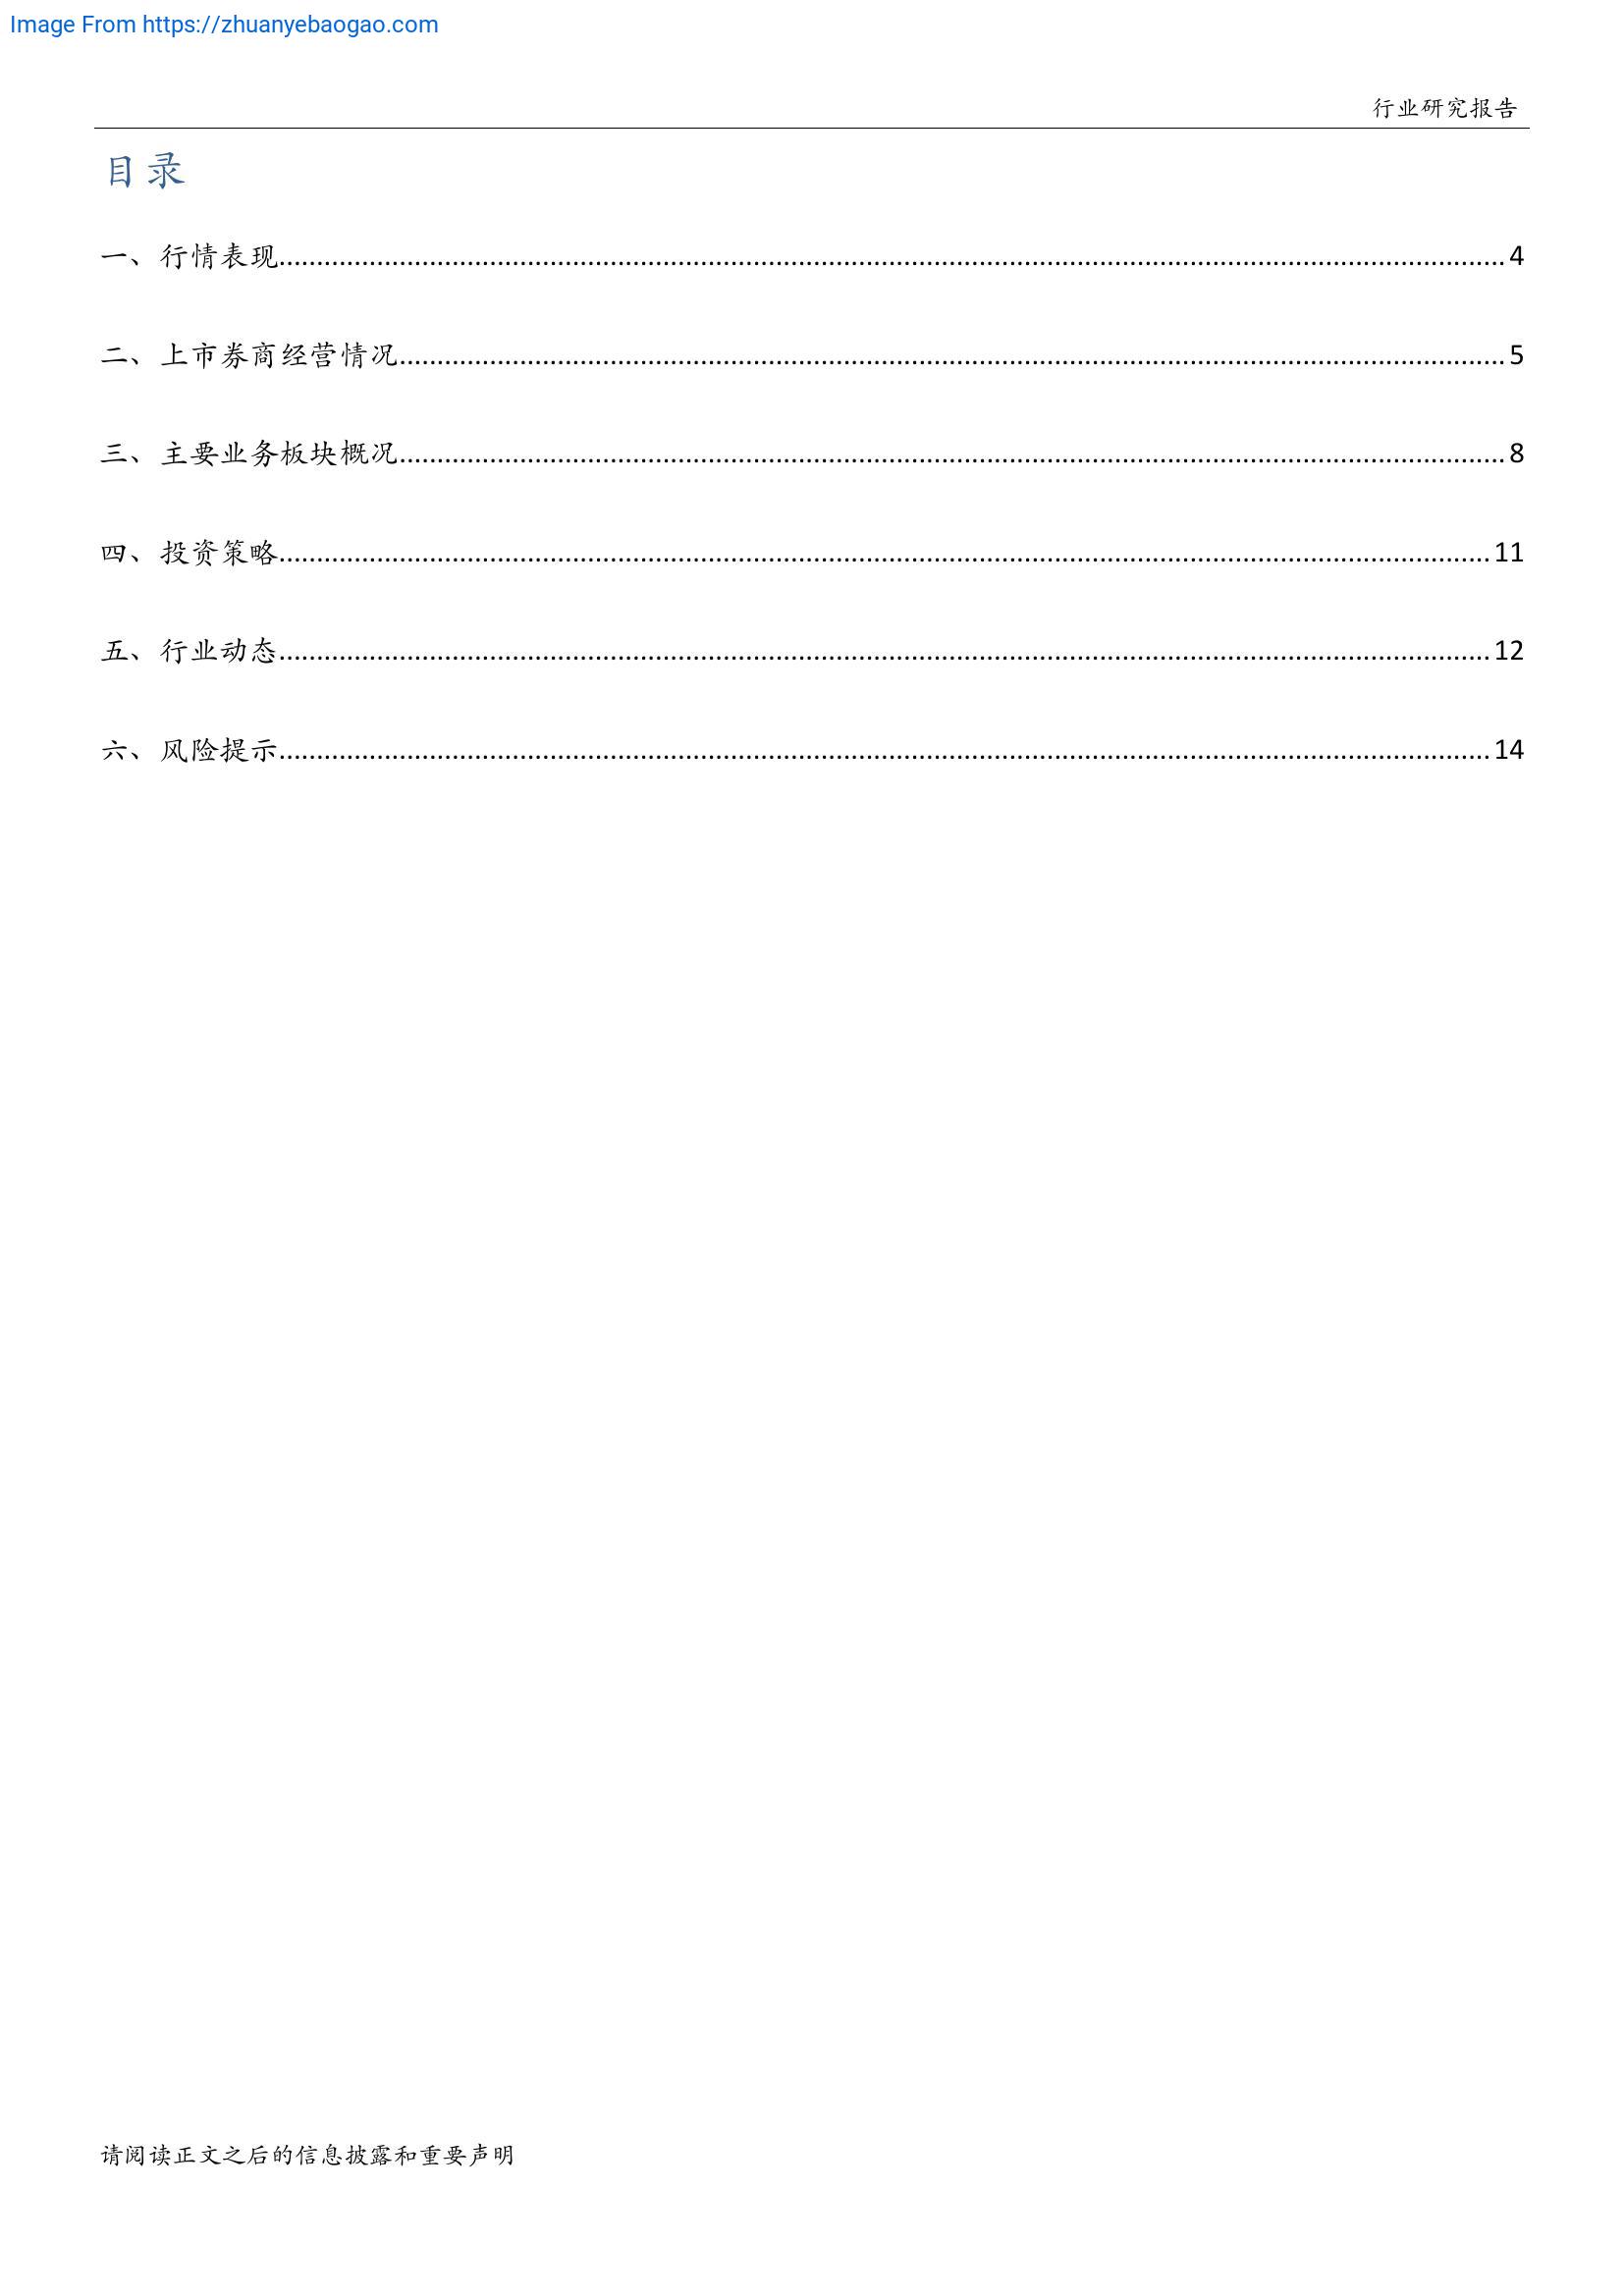 Image From https://zhuanyebaogao.com
行业研究报告
目录
一、行情表现........................................ 4
二、上市券商经营情况........................................ 5
三、主要业务板块概况........................................ 8
四、投资策略........................................ 11
五、行业动态........................................ 12
六、风险提示........................................ 14
请阅读正文之后的信息披露和重要声明